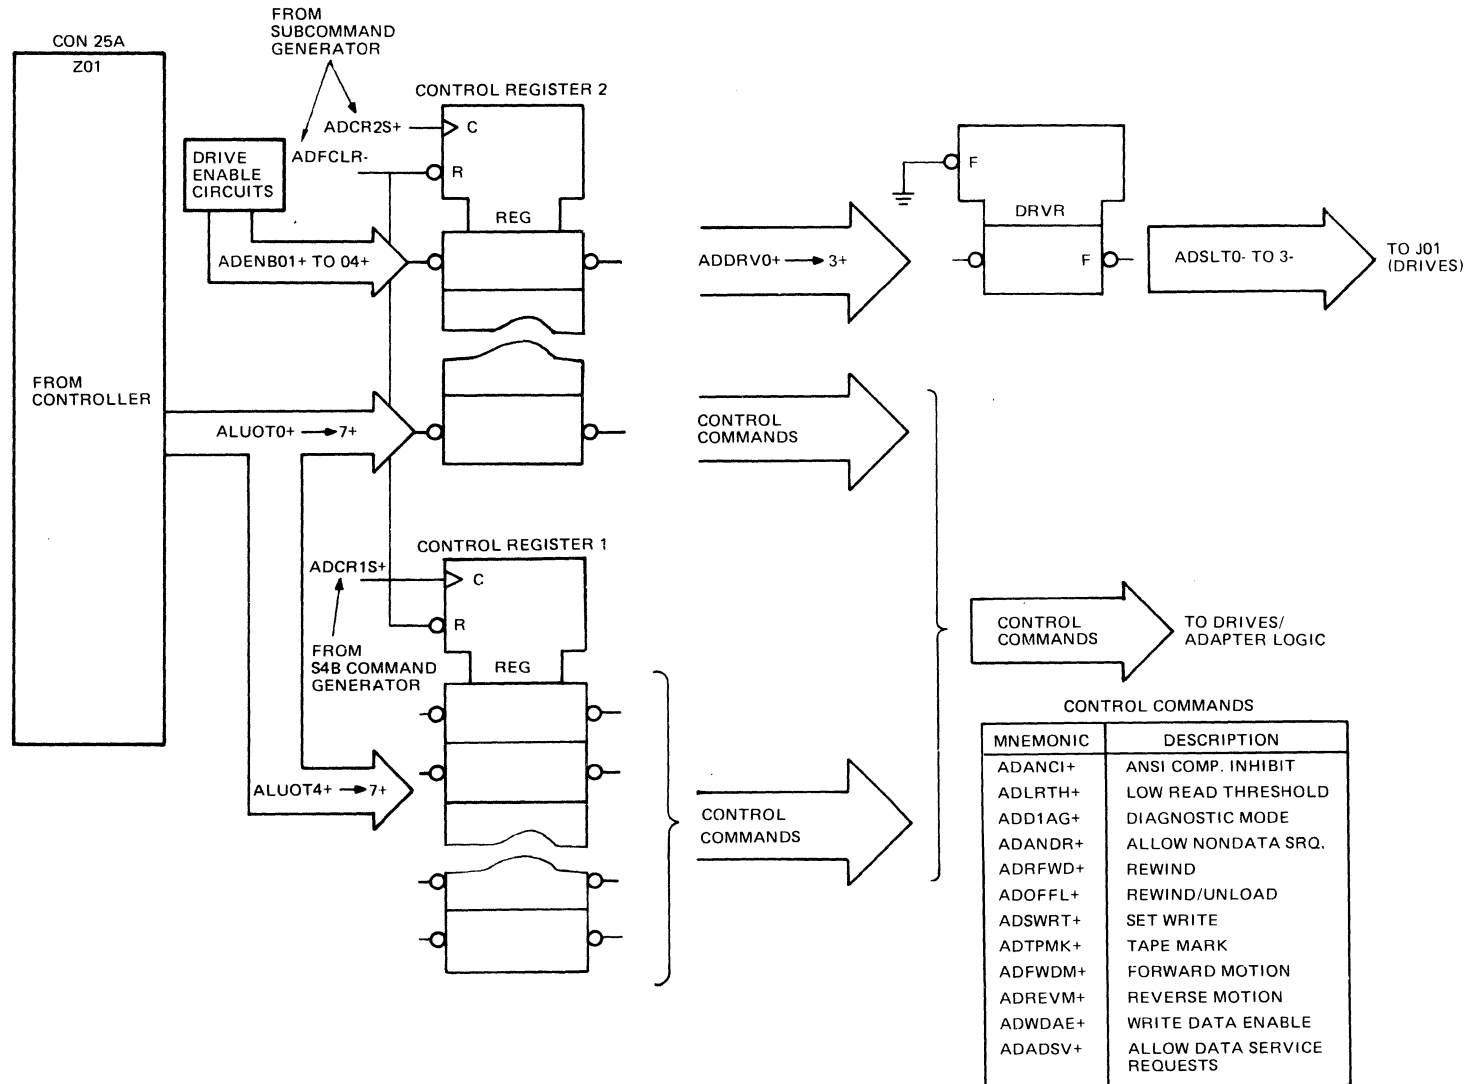 FROM
SUBCOMMAND
GENERATOR
CON 25A
Z01
CONTROL REGISTER 2
ADCR2S+
C
ADFCLR-
R
DRIVE
ENABLE
CIRCUITS
REG
ADENB01+ TO 04+
ADDRV0+ → 3+
F
DRVR
F
ADSLT0- TO 3-
TO J01
(DRIVES)
FROM
CONTROLLER
ALUOT0+ → 7+
CONTROL
COMMANDS
CONTROL REGISTER 1
ADCR1S+
C
R
FROM
S4B COMMAND
GENERATOR
REG
ALUOT4+ → 7+
CONTROL
COMMANDS
CONTROL
COMMANDS
TO DRIVES/
ADAPTER LOGIC
CONTROL COMMANDS
MNEMONIC DESCRIPTION
ADANCI+ ANSI COMP. INHIBIT
ADLRTH+ LOW READ THRESHOLD
ADD1AG+ DIAGNOSTIC MODE
ADANDR+ ALLOW NONDATA SRQ.
ADRFWD+ REWIND
ADOFFL+ REWIND/UNLOAD
ADSWRT+ SET WRITE
ADTPMK+ TAPE MARK
ADFWDM+ FORWARD MOTION
ADREVM+ REVERSE MOTION
ADWDAE+ WRITE DATA ENABLE
ADADSV+ ALLOW DATA SERVICE
REQUESTS